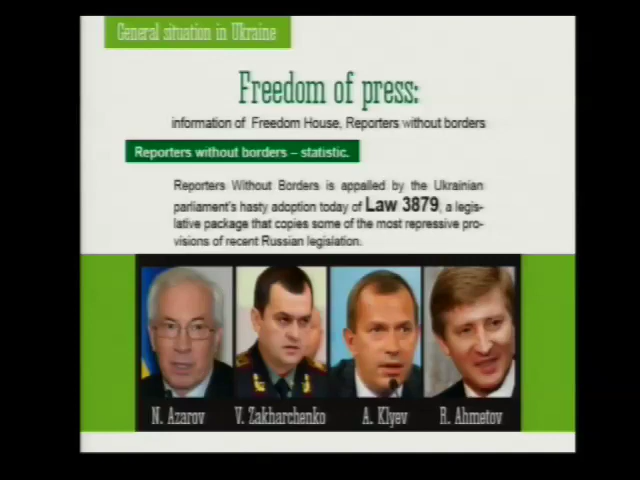 General situation in Ukraine
Freedom of press:
information of Freedom House, Reporters without borders
Reporters without borders – statistic.
Reporters Without Borders is appalled by the Ukrainian
parliament's hasty adoption today of Law 3879, a legis-
lative package that copies some of the most repressive pro-
visions of recent Russian legislation.
N. Azarov V. Zakharchenko A. Klyev R. Ahmetov